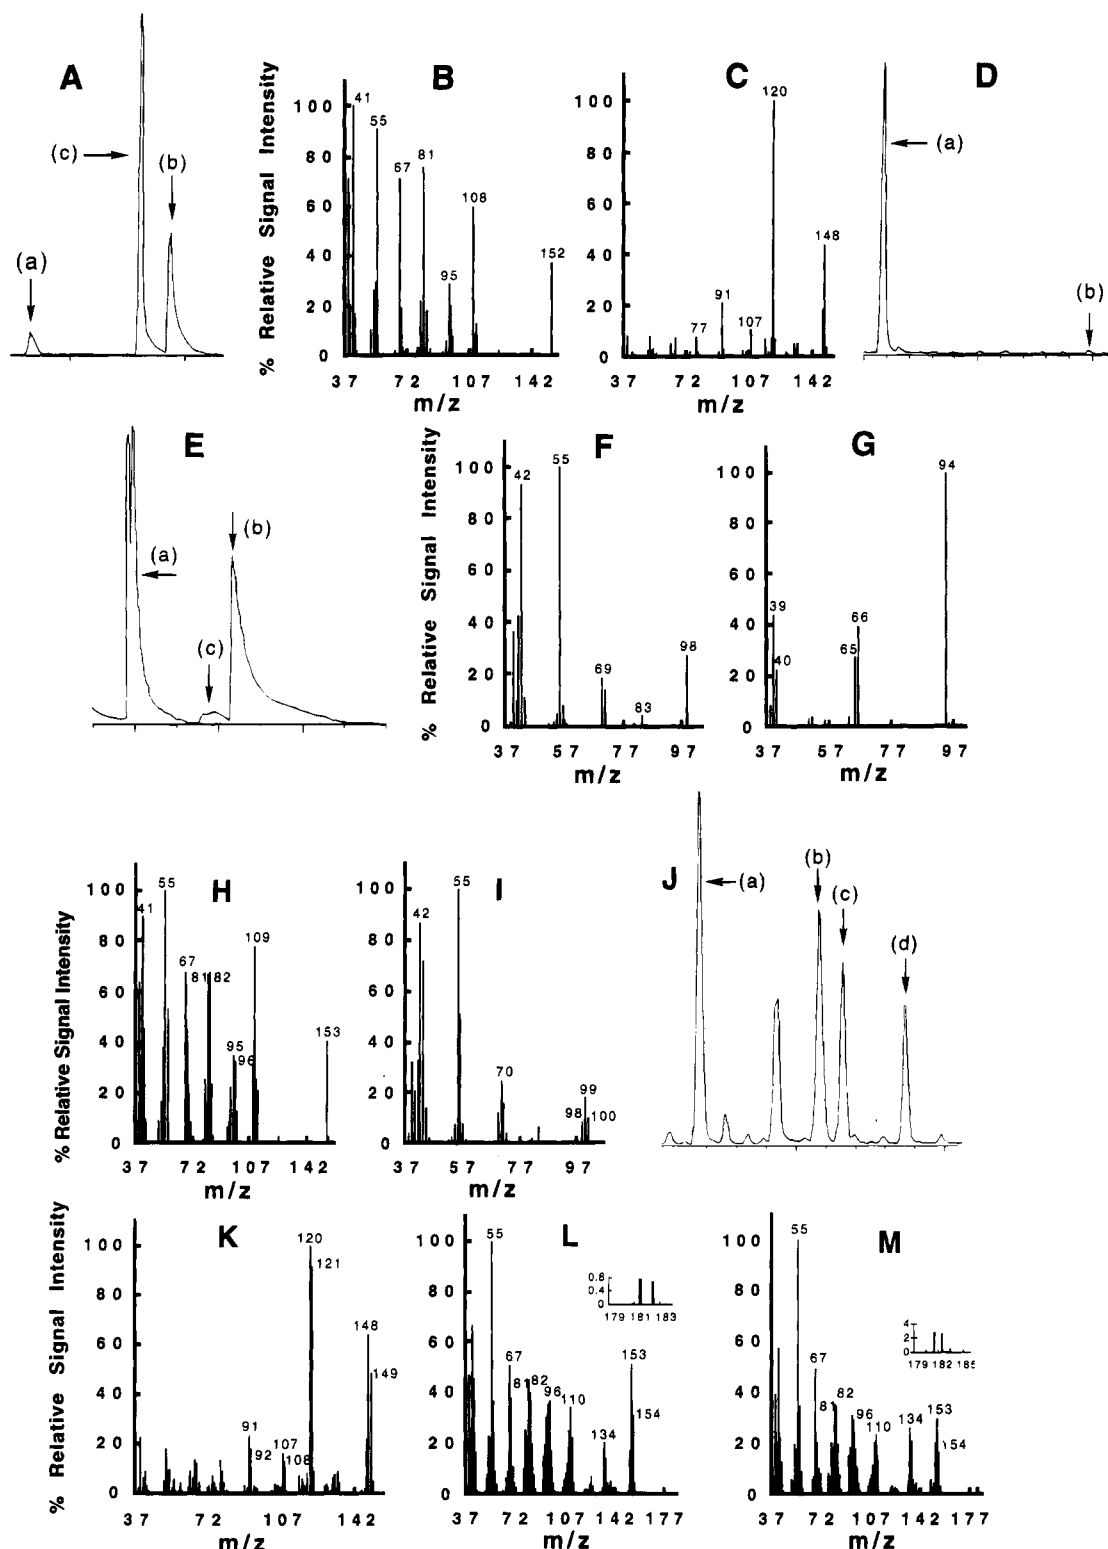 A
(c)
(b)
(a)
B
% Relative Signal Intensity
100
80
60
40
20
0
41
55
67
81
95
108
152
37 72 107 142
m/z
C
100
80
60
40
20
0
77
91
107
120
148
37 72 107 142
m/z
D
(a)
(b)
E
(a)
(b)
(c)
F
% Relative Signal Intensity
100
80
60
40
20
0
42
55
69
83
98
37 57 77 97
m/z
G
100
80
60
40
20
0
39
40
65
66
94
37 57 77 97
m/z
H
% Relative Signal Intensity
100
80
60
40
20
0
41
55
67
81 82
95
96
109
153
37 72 107 142
m/z
I
100
80
60
40
20
0
42
55
70
98
99
100
37 57 77 97
m/z
J
(a)
(b)
(c)
(d)
K
% Relative Signal Intensity
100
80
60
40
20
0
91
92
107
108
120
121
148
149
37 72 107 142
m/z
L
100
80
60
40
20
0
55
67
81 82
96
110
134
153
154
0.8
0.4
0
179 181 183
37 72 107 142 177
m/z
M
100
80
60
40
20
0
55
67
81
82
96
110
134
153
154
4
2
0
179 182 185
37 72 107 142 177
m/z